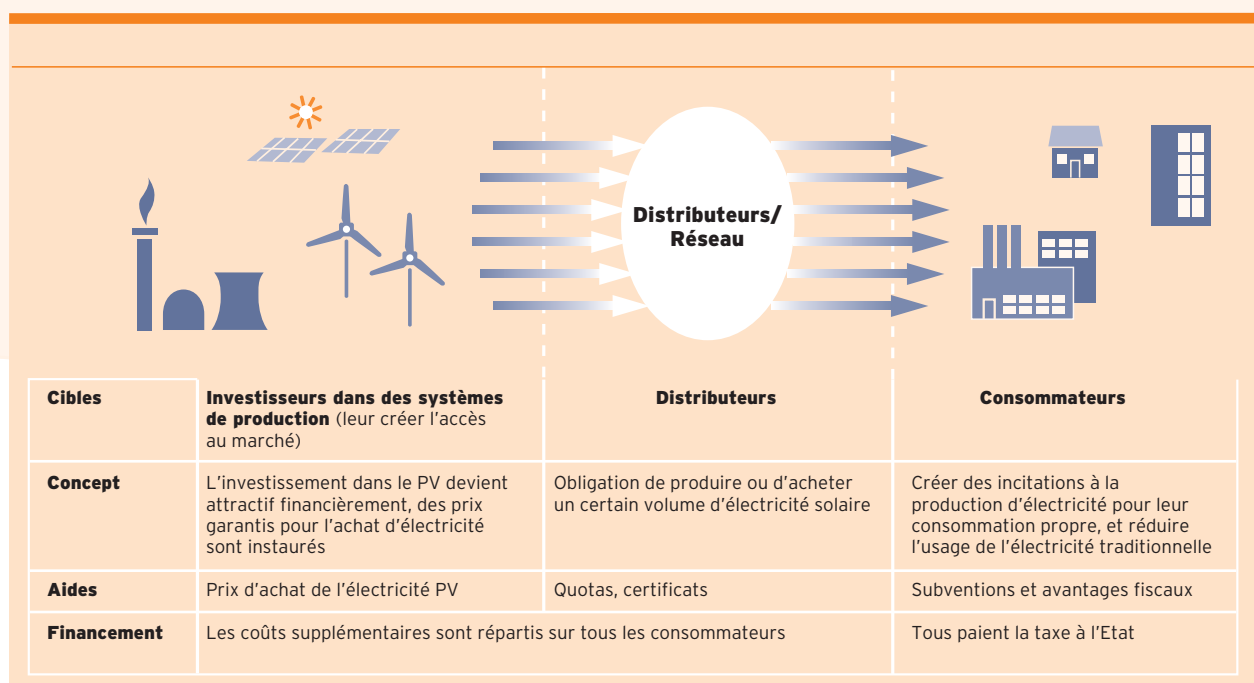 Distributeurs/
Réseau
Cibles
Investisseurs dans des systèmes
de production (leur créer l'accès
au marché)
Distributeurs
Consommateurs
Concept
L'investissement dans le PV devient
attractif financièrement, des prix
garantis pour l'achat d'électricité
sont instaurés
Obligation de produire ou d'acheter
un certain volume d'électricité solaire
Créer des incitations à la
production d'électricité pour leur
consommation propre, et réduire
l'usage de l'électricité traditionnelle
Aides
Prix d'achat de l'électricité PV
Quotas, certificats
Subventions et avantages fiscaux
Financement
Les coûts supplémentaires sont répartis sur tous les consommateurs
Tous paient la taxe à l'Etat